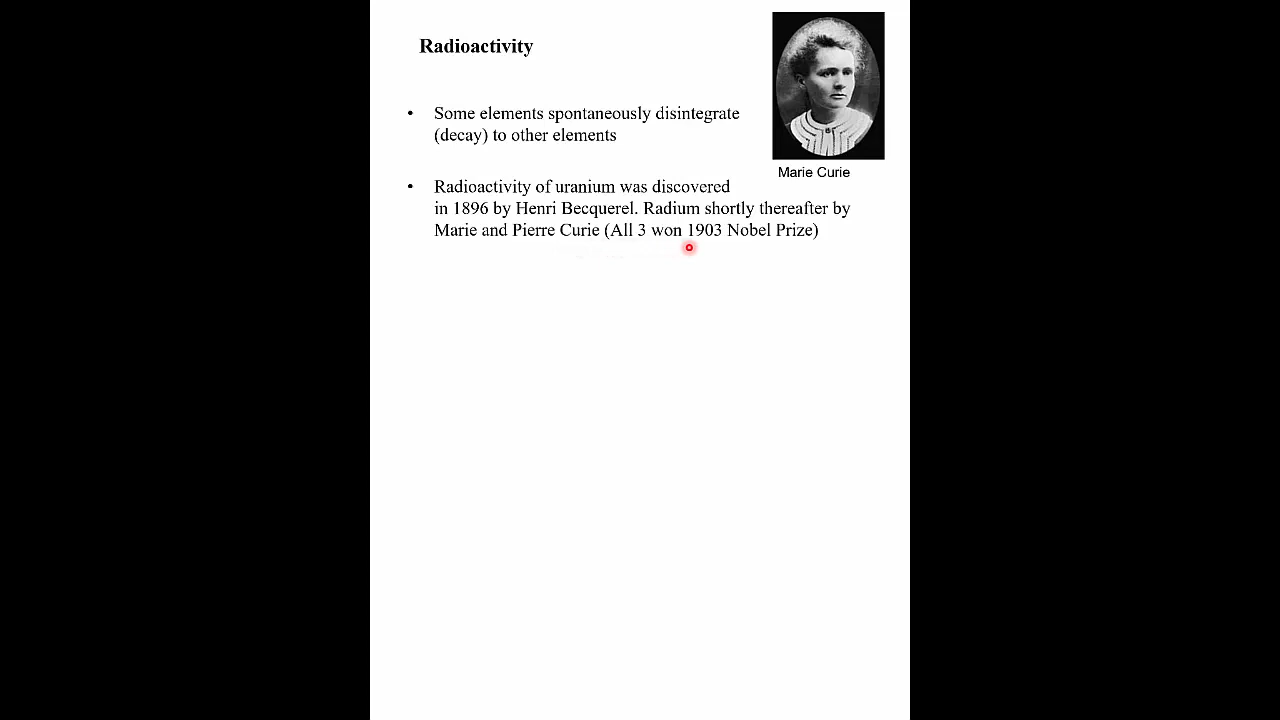 Radioactivity
• Some elements spontaneously disintegrate
(decay) to other elements
Marie Curie
• Radioactivity of uranium was discovered
in 1896 by Henri Becquerel. Radium shortly thereafter by
Marie and Pierre Curie (All 3 won 1903 Nobel Prize)